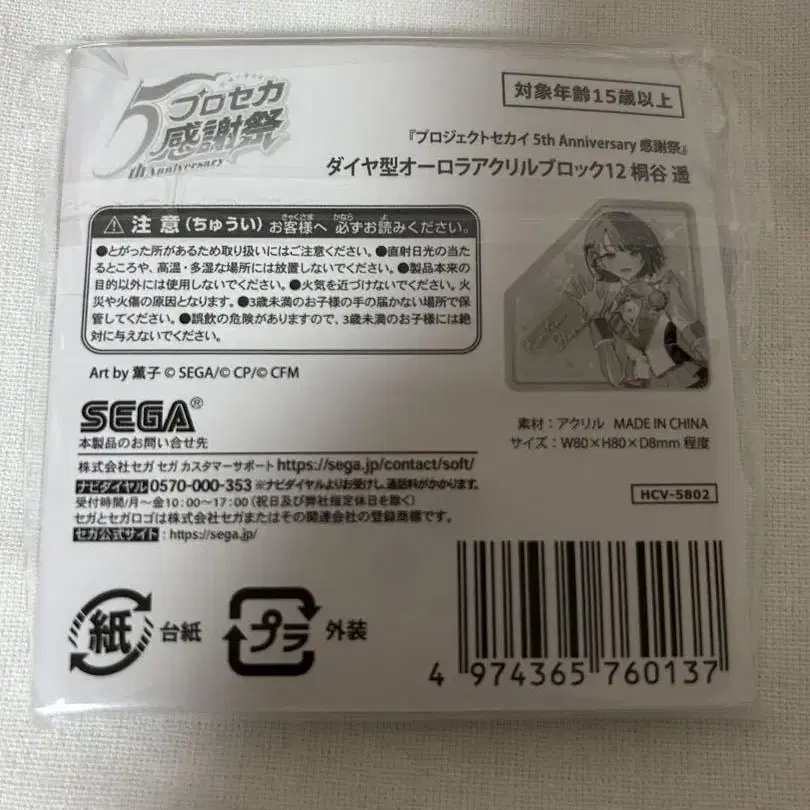 5
プロセカ
感謝祭
th Anniversary
対象年齢15歳以上
『プロジェクトセカイ 5th Anniversary 感謝祭』
ダイヤ型オーロラアクリルブロック12 桐谷 遥
注意(ちゅうい) お客様へ 必ずお読みください。
きゃくさま かなら よ
●とがった所があるため取り扱いにはご注意ください。●直射日光の当た
るところや、高温・多湿な場所には放置しないでください。●製品本来の
目的以外には使用しないでください。●火気を近づけないでください。火
災や火傷の原因となります。●3歳未満のお子様の手の届かない場所で保
管してください。●誤飲の危険がありますので、3歳未満のお子様には絶
対に与えないでください。
Art by 薫子 © SEGA/© CP/© CFM
SEGA®
本製品のお問い合せ先
株式会社セガ セガ カスタマーサポート https://sega.jp/contact/soft/
ナビダイヤル 0570-000-353 ※ナビダイヤルよりお受けし、通話料がかかります。
受付時間/月~金10:00~17:00(祝日及び弊社指定休日を除く)
セガとセガロゴは株式会社セガまたはその関連会社の登録商標です。
セガ公式サイト:https://sega.jp/
素材:アクリル MADE IN CHINA
サイズ:W80×H80×D8mm 程度
HCV-5802
紙 台紙
プラ 外装
4 974365 760137